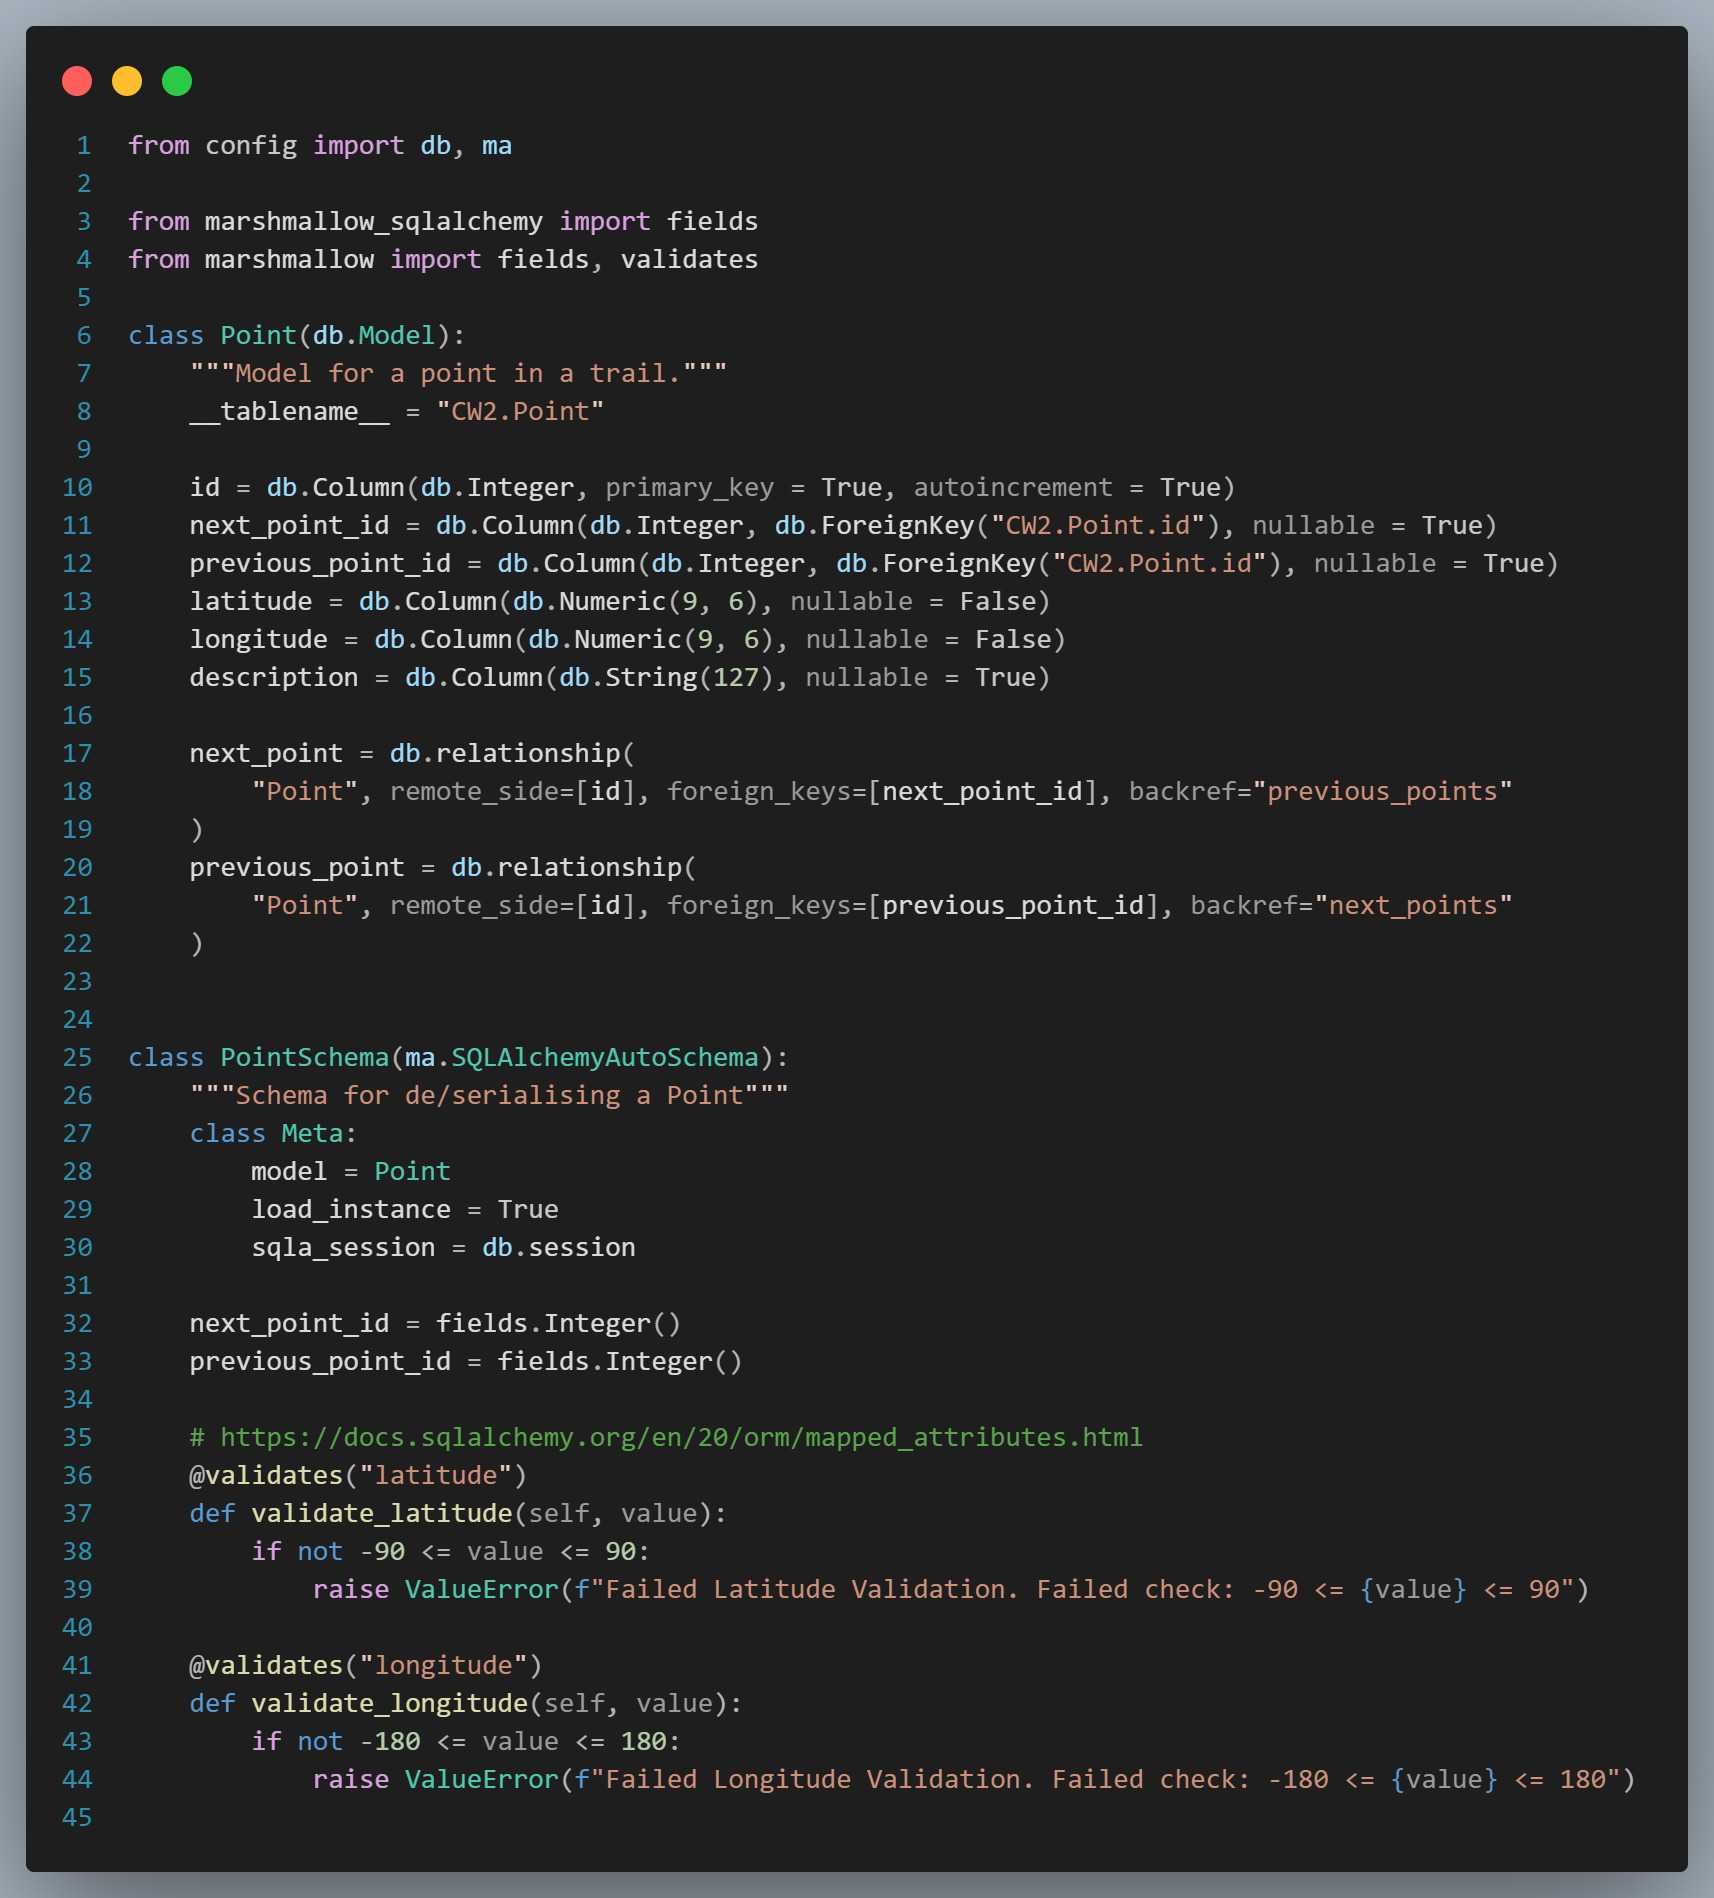 1 from config import db, ma
2
3 from marshmallow_sqlalchemy import fields
4 from marshmallow import fields, validates
5
6 class Point(db.Model):
7     """Model for a point in a trail."""
8     __tablename__ = "CW2.Point"
9
10     id = db.Column(db.Integer, primary_key = True, autoincrement = True)
11     next_point_id = db.Column(db.Integer, db.ForeignKey("CW2.Point.id"), nullable = True)
12     previous_point_id = db.Column(db.Integer, db.ForeignKey("CW2.Point.id"), nullable = True)
13     latitude = db.Column(db.Numeric(9, 6), nullable = False)
14     longitude = db.Column(db.Numeric(9, 6), nullable = False)
15     description = db.Column(db.String(127), nullable = True)
16
17     next_point = db.relationship(
18         "Point", remote_side=[id], foreign_keys=[next_point_id], backref="previous_points"
19     )
20     previous_point = db.relationship(
21         "Point", remote_side=[id], foreign_keys=[previous_point_id], backref="next_points"
22     )
23
24
25 class PointSchema(ma.SQLAlchemyAutoSchema):
26     """Schema for de/serialising a Point"""
27     class Meta:
28         model = Point
29         load_instance = True
30         sqla_session = db.session
31
32     next_point_id = fields.Integer()
33     previous_point_id = fields.Integer()
34
35     # https://docs.sqlalchemy.org/en/20/orm/mapped_attributes.html
36     @validates("latitude")
37     def validate_latitude(self, value):
38         if not -90 <= value <= 90:
39             raise ValueError(f"Failed Latitude Validation. Failed check: -90 <= {value} <= 90")
40
41     @validates("longitude")
42     def validate_longitude(self, value):
43         if not -180 <= value <= 180:
44             raise ValueError(f"Failed Longitude Validation. Failed check: -180 <= {value} <= 180")
45